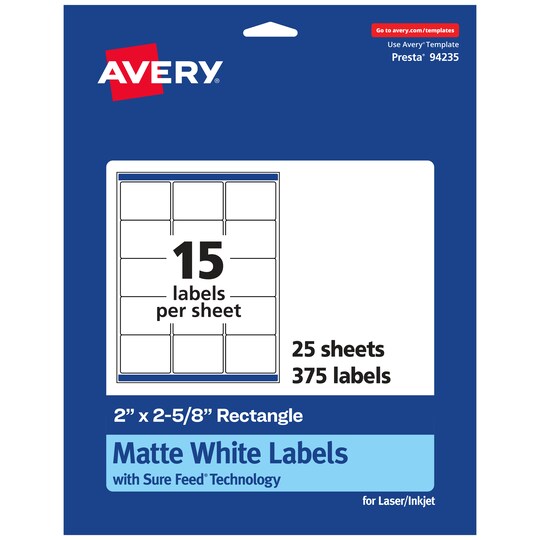 Go to avery.com/templates
Use Avery® Template
Presta® 94235
AVERY®
15
labels
per sheet
25 sheets
375 labels
2” x 2-5/8” Rectangle
Matte White Labels
with Sure Feed® Technology
for Laser/Inkjet